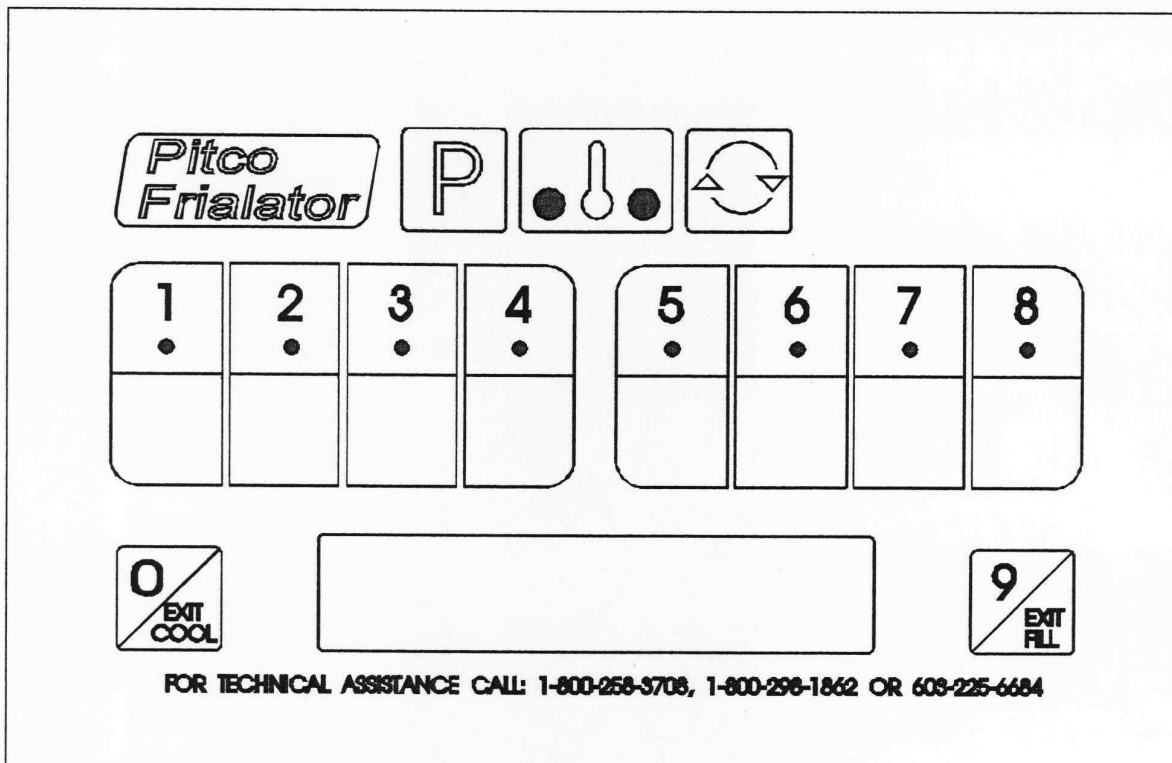 Pitco
Frialator
P
1 2 3 4 5 6 7 8
0
EXIT
COOL
9
EXIT
FILL
FOR TECHNICAL ASSISTANCE CALL: 1-800-258-3708, 1-800-298-1862 OR 603-225-6684